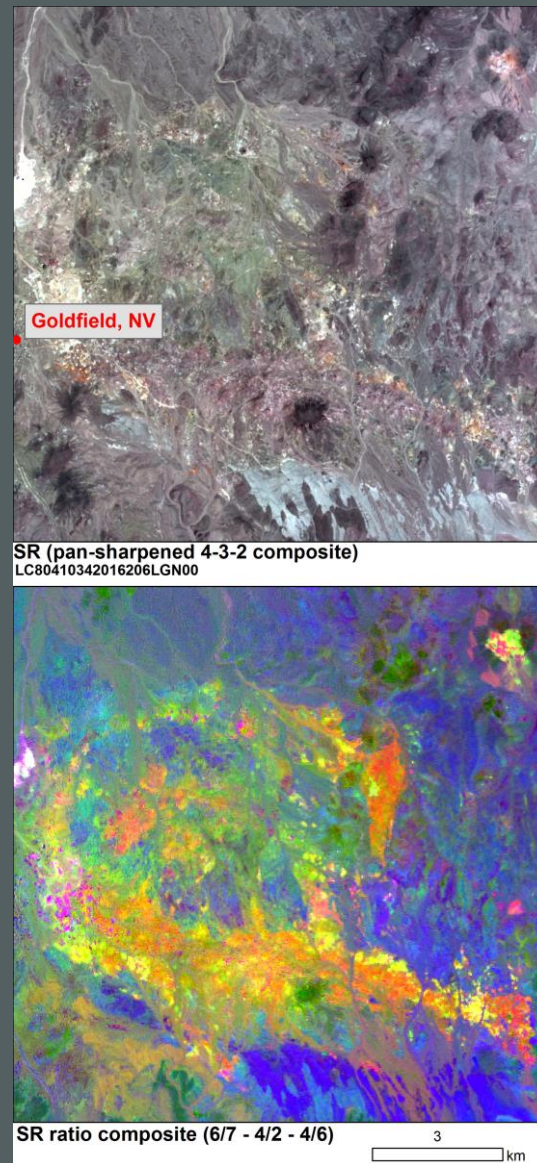 Goldfield, NV
SR (pan-sharpened 4-3-2 composite)
LC80410342016206LGN00
SR ratio composite (6/7 - 4/2 - 4/6)
3
km